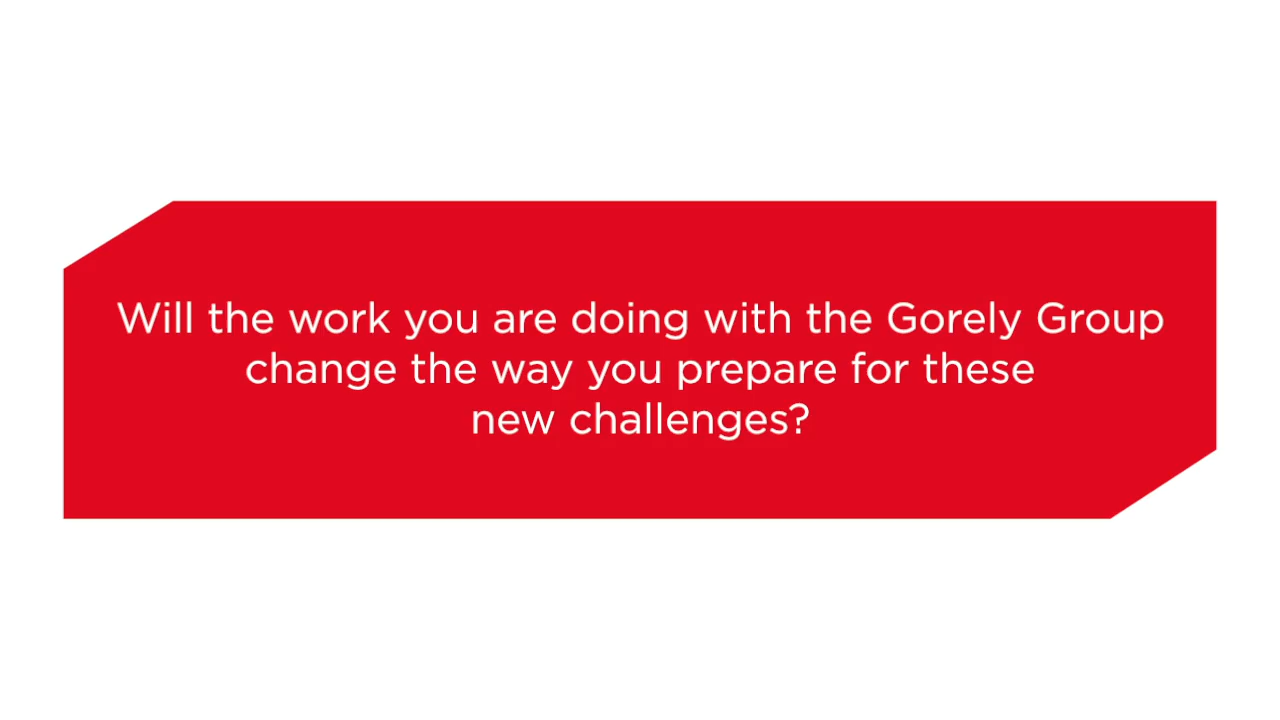 Will the work you are doing with the Gorely Group
change the way you prepare for these
new challenges?